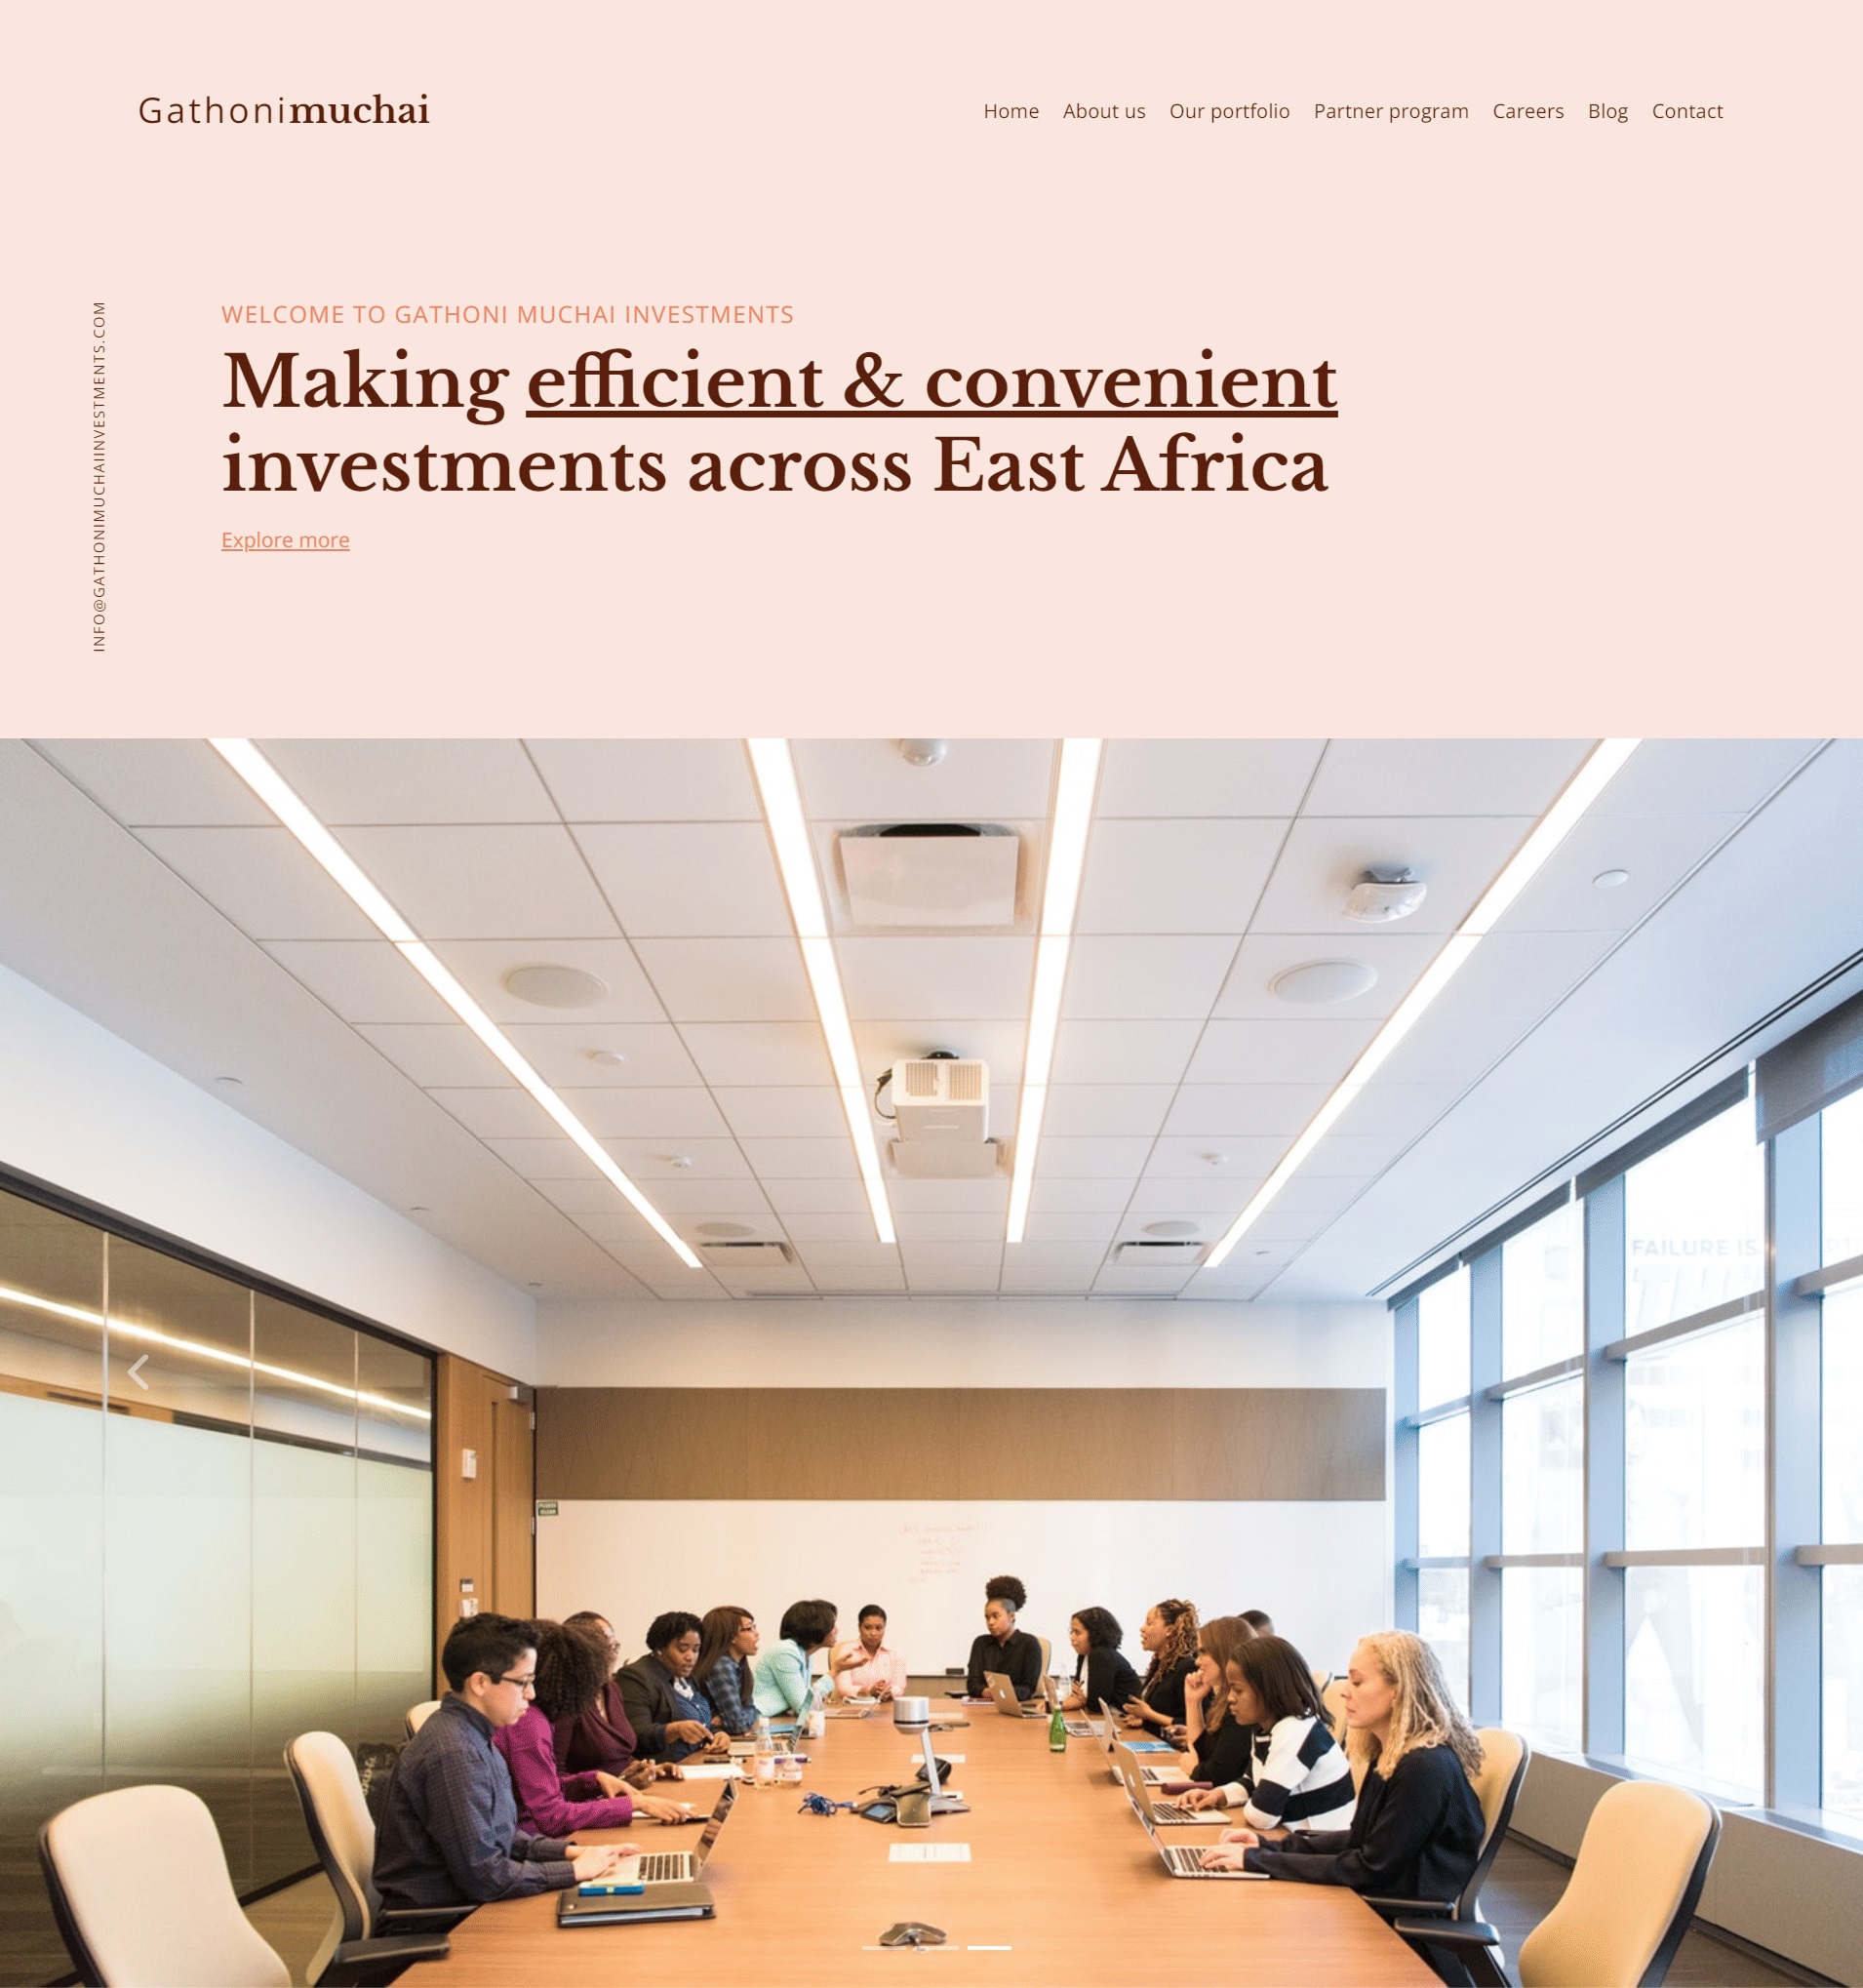 Gathonimuchai
Home About us Our portfolio Partner program Careers Blog Contact
INFO@GATHONIMUCHAIINVESTMENTS.COM
WELCOME TO GATHONI MUCHAI INVESTMENTS
Making efficient & convenient
investments across East Africa
Explore more
FAILURE IS